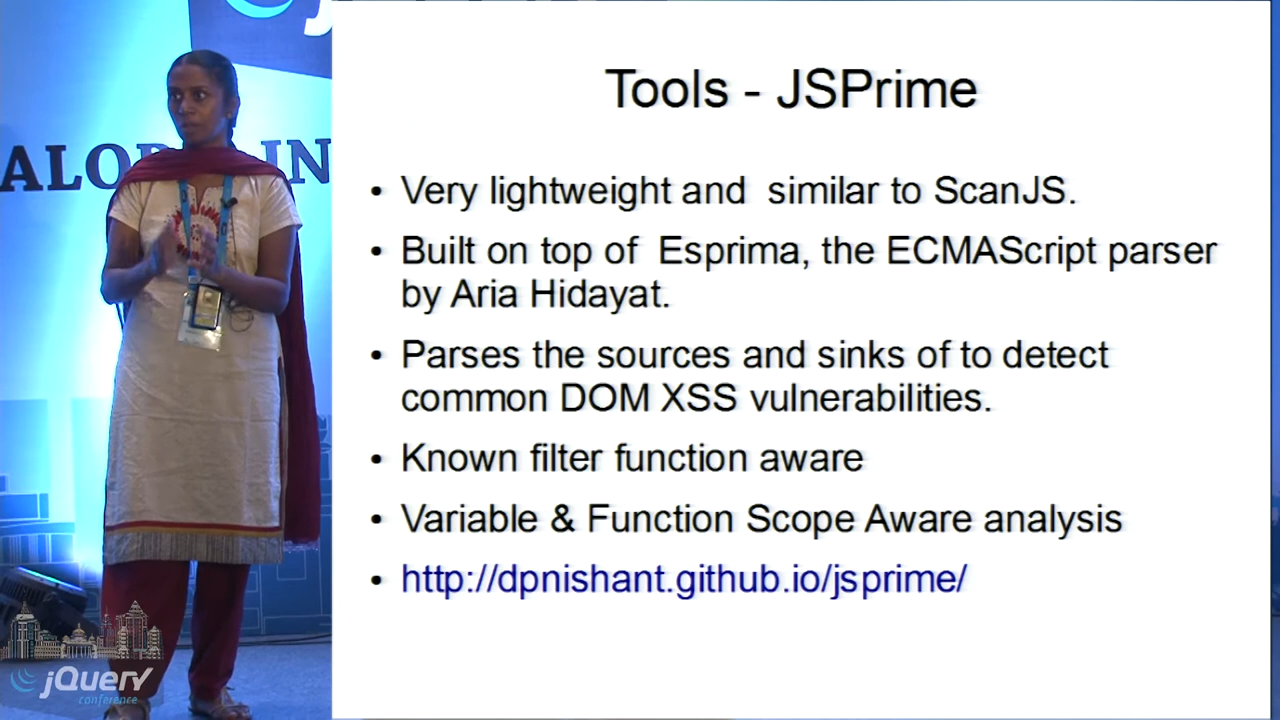 Tools - JSPrime
• Very lightweight and  similar to ScanJS.
• Built on top of  Esprima, the ECMAScript parser
by Aria Hidayat.
• Parses the sources and sinks of to detect
common DOM XSS vulnerabilities.
• Known filter function aware
• Variable & Function Scope Aware analysis
• http://dpnishant.github.io/jsprime/
jQuery
conference